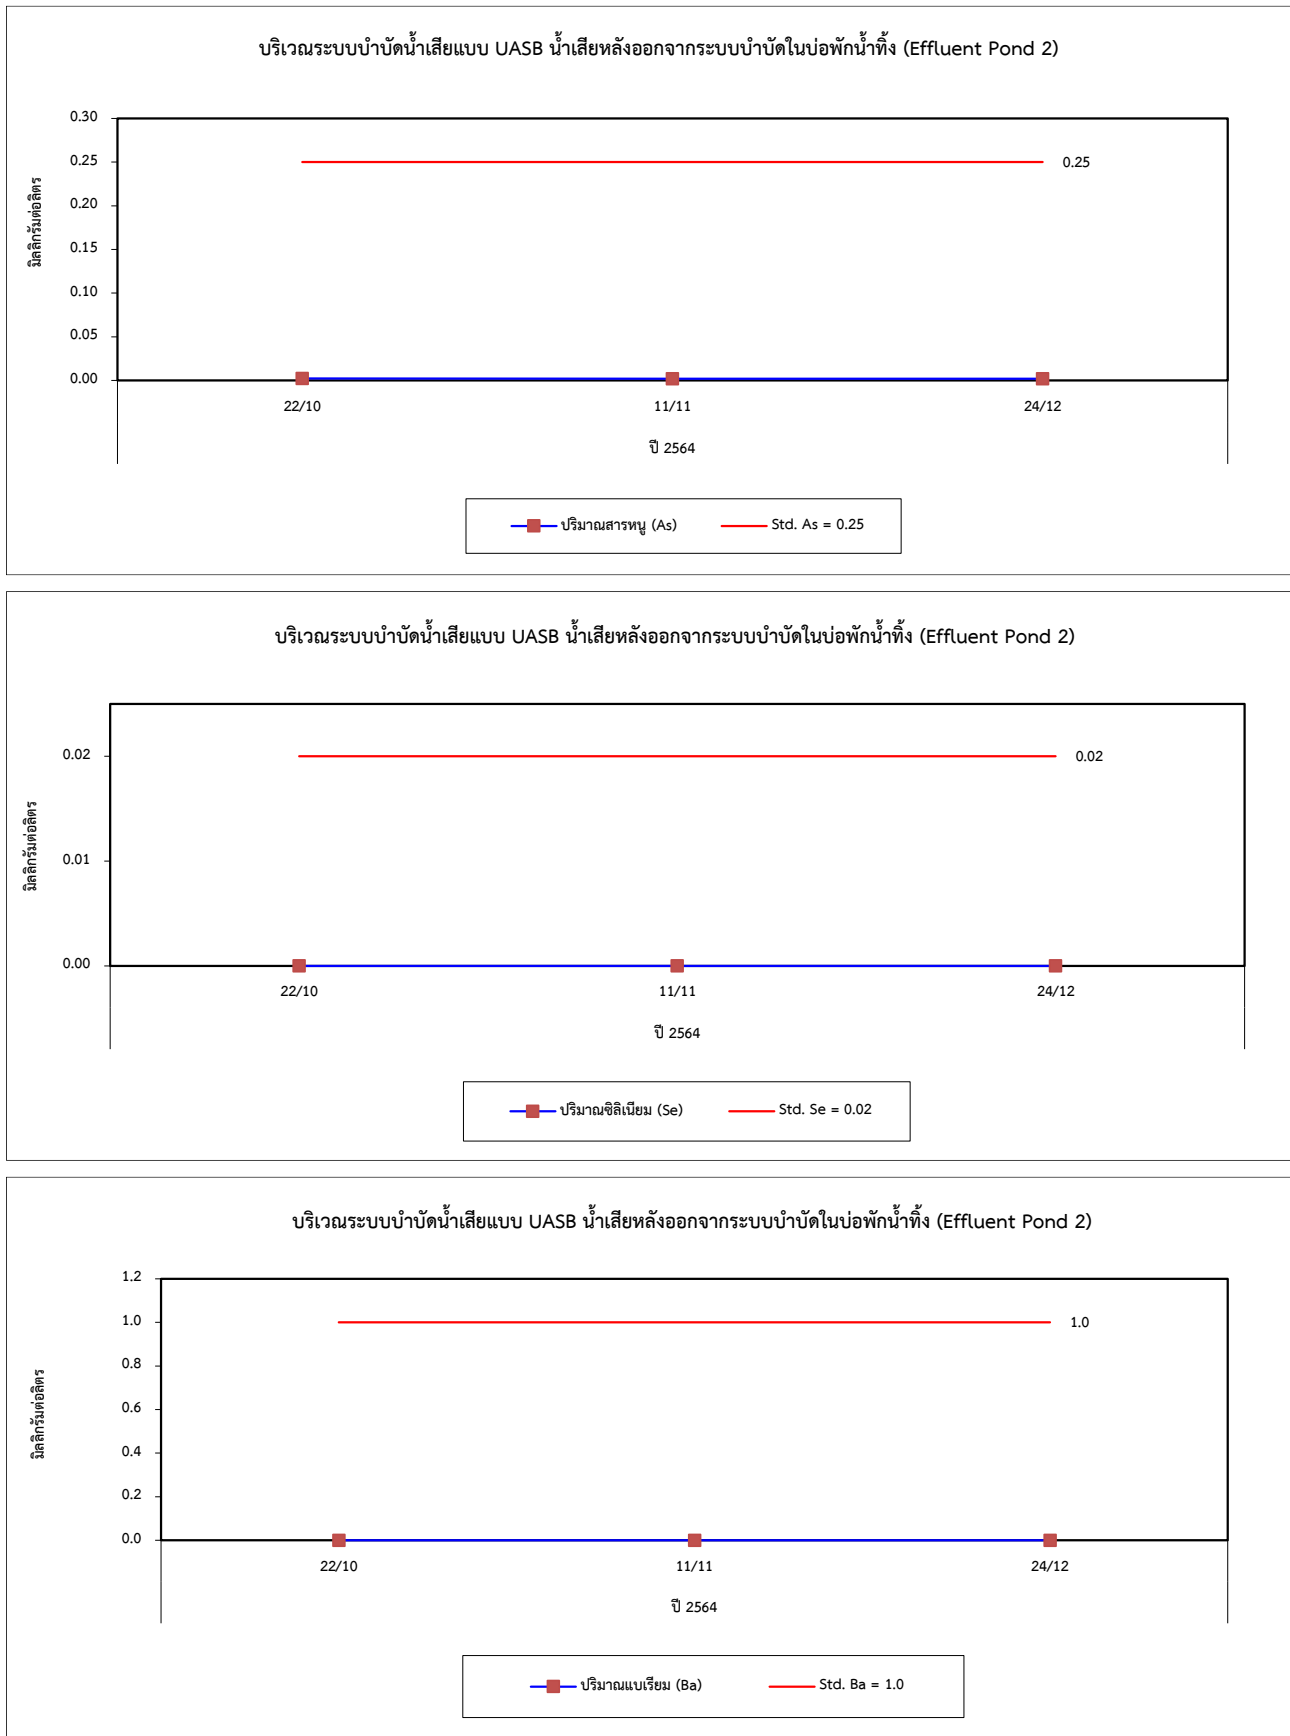 บริเวณระบบบำบัดน้ำเสียแบบ UASB น้ำเสียหลังออกจากระบบบำบัดในบ่อพักน้ำทิ้ง (Effluent Pond 2)
มิลลิกรัมต่อลิตร
0.30
0.25
0.20
0.15
0.10
0.05
0.00
0.25
22/10 11/11 24/12
ปี 2564
ปริมาณสารหนู (As) Std. As = 0.25
บริเวณระบบบำบัดน้ำเสียแบบ UASB น้ำเสียหลังออกจากระบบบำบัดในบ่อพักน้ำทิ้ง (Effluent Pond 2)
มิลลิกรัมต่อลิตร
0.02
0.01
0.00
0.02
22/10 11/11 24/12
ปี 2564
ปริมาณซิลิเนียม (Se) Std. Se = 0.02
บริเวณระบบบำบัดน้ำเสียแบบ UASB น้ำเสียหลังออกจากระบบบำบัดในบ่อพักน้ำทิ้ง (Effluent Pond 2)
มิลลิกรัมต่อลิตร
1.2
1.0
0.8
0.6
0.4
0.2
0.0
1.0
22/10 11/11 24/12
ปี 2564
ปริมาณแบเรียม (Ba) Std. Ba = 1.0